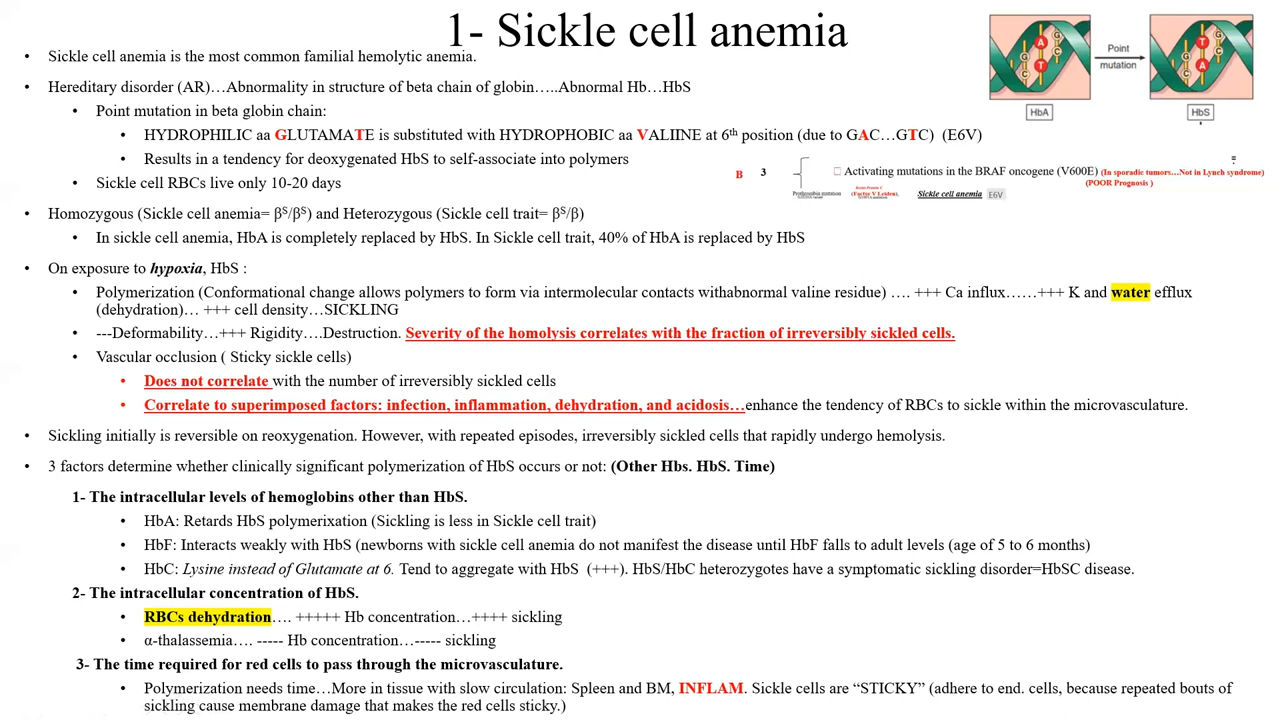 1- Sickle cell anemia
• Sickle cell anemia is the most common familial hemolytic anemia.
• Hereditary disorder (AR)…Abnormality in structure of beta chain of globin…..Abnormal Hb…HbS
• Point mutation in beta globin chain:
• HYDROPHILIC aa GLUTAMATE is substituted with HYDROPHOBIC aa VALIINE at 6th position (due to GAC…GTC) (E6V)
• Results in a tendency for deoxygenated HbS to self-associate into polymers
• Sickle cell RBCs live only 10-20 days
A
T
G
C
G
C
HbA
Point
mutation
T
A
G
C
G
C
HbS
B 3 Activating mutations in the BRAF oncogene (V600E) (In sporadic tumors…Not in Lynch syndrome)
(POOR Prognosis )
Prothrombin mutation (Factor V Leiden), Sickle cell anemia E6V
• Homozygous (Sickle cell anemia= βS/βS) and Heterozygous (Sickle cell trait= βS/β)
• In sickle cell anemia, HbA is completely replaced by HbS. In Sickle cell trait, 40% of HbA is replaced by HbS
• On exposure to hypoxia, HbS :
• Polymerization (Conformational change allows polymers to form via intermolecular contacts withabnormal valine residue) …. +++ Ca influx……+++ K and water efflux
(dehydration)… +++ cell density…SICKLING
• ---Deformability…+++ Rigidity….Destruction. Severity of the homolysis correlates with the fraction of irreversibly sickled cells.
• Vascular occlusion ( Sticky sickle cells)
• Does not correlate with the number of irreversibly sickled cells
• Correlate to superimposed factors: infection, inflammation, dehydration, and acidosis…enhance the tendency of RBCs to sickle within the microvasculature.
• Sickling initially is reversible on reoxygenation. However, with repeated episodes, irreversibly sickled cells that rapidly undergo hemolysis.
• 3 factors determine whether clinically significant polymerization of HbS occurs or not: (Other Hbs. HbS. Time)
1- The intracellular levels of hemoglobins other than HbS.
• HbA: Retards HbS polymerixation (Sickling is less in Sickle cell trait)
• HbF: Interacts weakly with HbS (newborns with sickle cell anemia do not manifest the disease until HbF falls to adult levels (age of 5 to 6 months)
• HbC: Lysine instead of Glutamate at 6. Tend to aggregate with HbS (+++). HbS/HbC heterozygotes have a symptomatic sickling disorder=HbSC disease.
2- The intracellular concentration of HbS.
• RBCs dehydration…. +++++ Hb concentration…++++ sickling
• α-thalassemia…. ----- Hb concentration…----- sickling
3- The time required for red cells to pass through the microvasculature.
• Polymerization needs time…More in tissue with slow circulation: Spleen and BM, INFLAM. Sickle cells are “STICKY” (adhere to end. cells, because repeated bouts of
sickling cause membrane damage that makes the red cells sticky.)